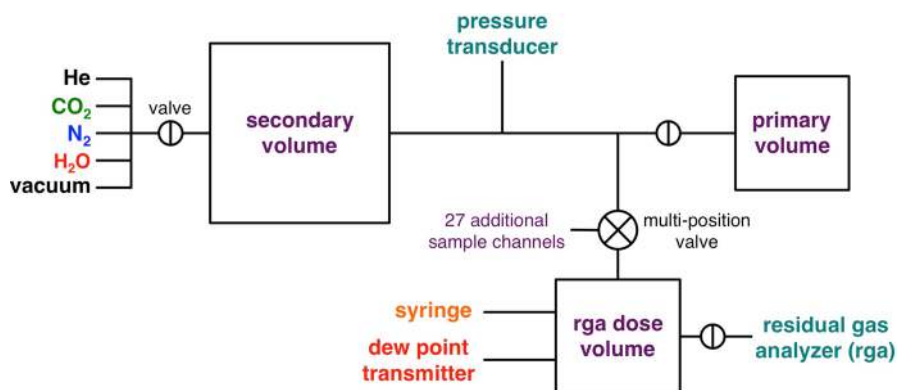 pressure
transducer
He
CO₂
N₂
H₂O
vacuum
valve
secondary
volume
primary
volume
27 additional
sample channels
multi-position
valve
syringe
dew point
transmitter
rga dose
volume
residual gas
analyzer (rga)